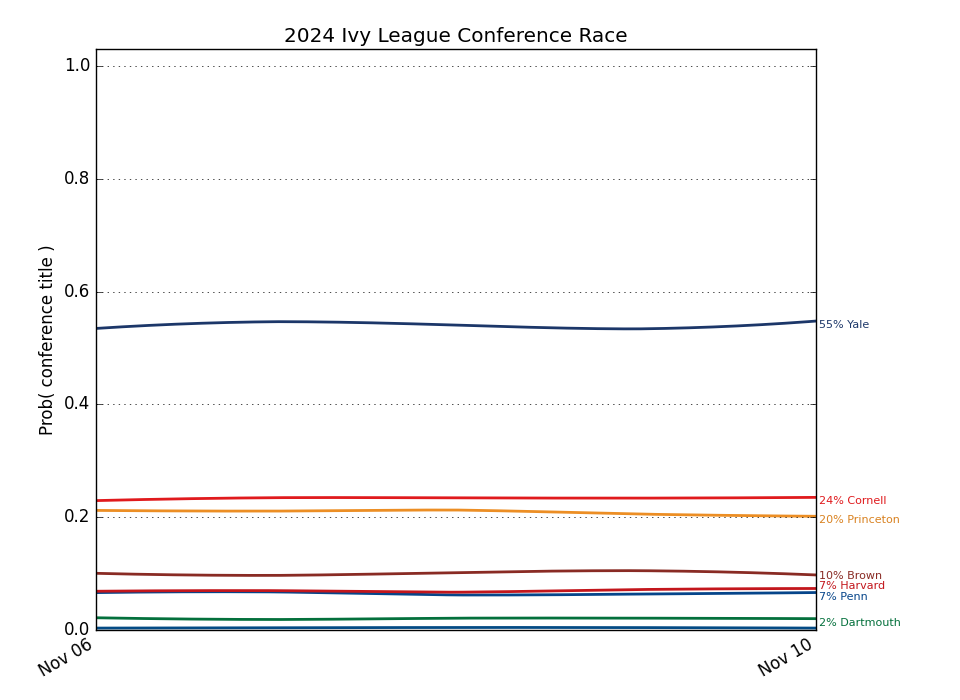 2024 Ivy League Conference Race
Prob( conference title )
1.0
0.8
0.6
0.4
0.2
0.0
Nov 06
Nov 10
55% Yale
24% Cornell
20% Princeton
10% Brown
7% Harvard
7% Penn
2% Dartmouth